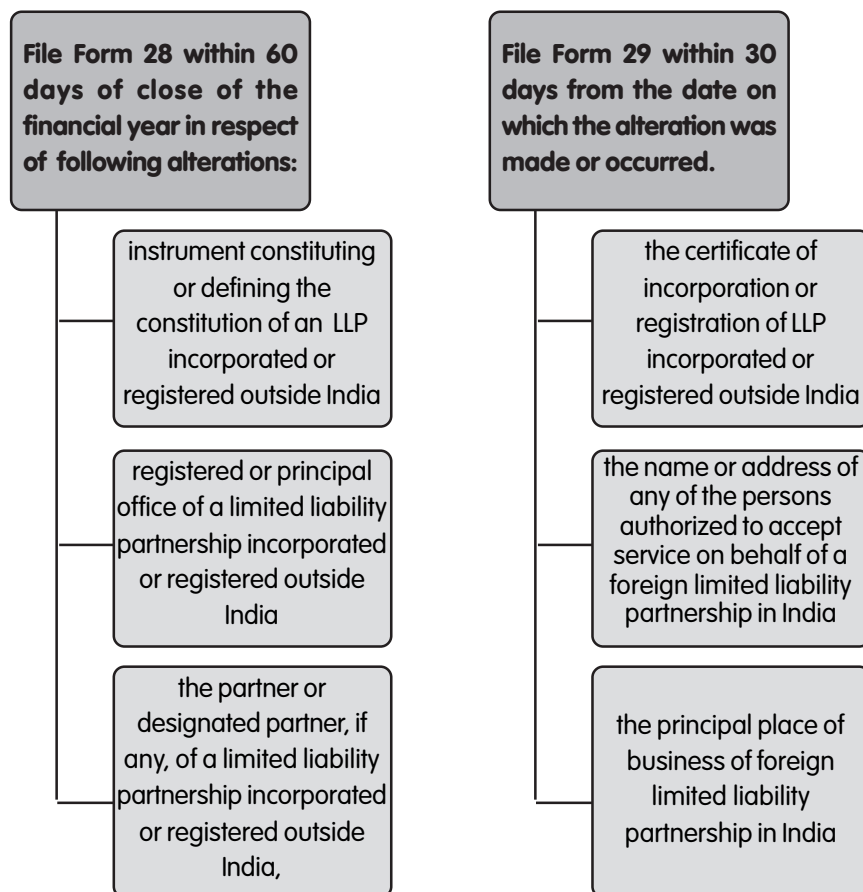 File Form 28 within 60
days of close of the
financial year in respect
of following alterations:
instrument constituting
or defining the
constitution of an LLP
incorporated or
registered outside India
registered or principal
office of a limited liability
partnership incorporated
or registered outside
India
the partner or
designated partner, if
any, of a limited liability
partnership incorporated
or registered outside
India,
File Form 29 within 30
days from the date on
which the alteration was
made or occurred.
the certificate of
incorporation or
registration of LLP
incorporated or
registered outside India
the name or address of
any of the persons
authorized to accept
service on behalf of a
foreign limited liability
partnership in India
the principal place of
business of foreign
limited liability
partnership in India